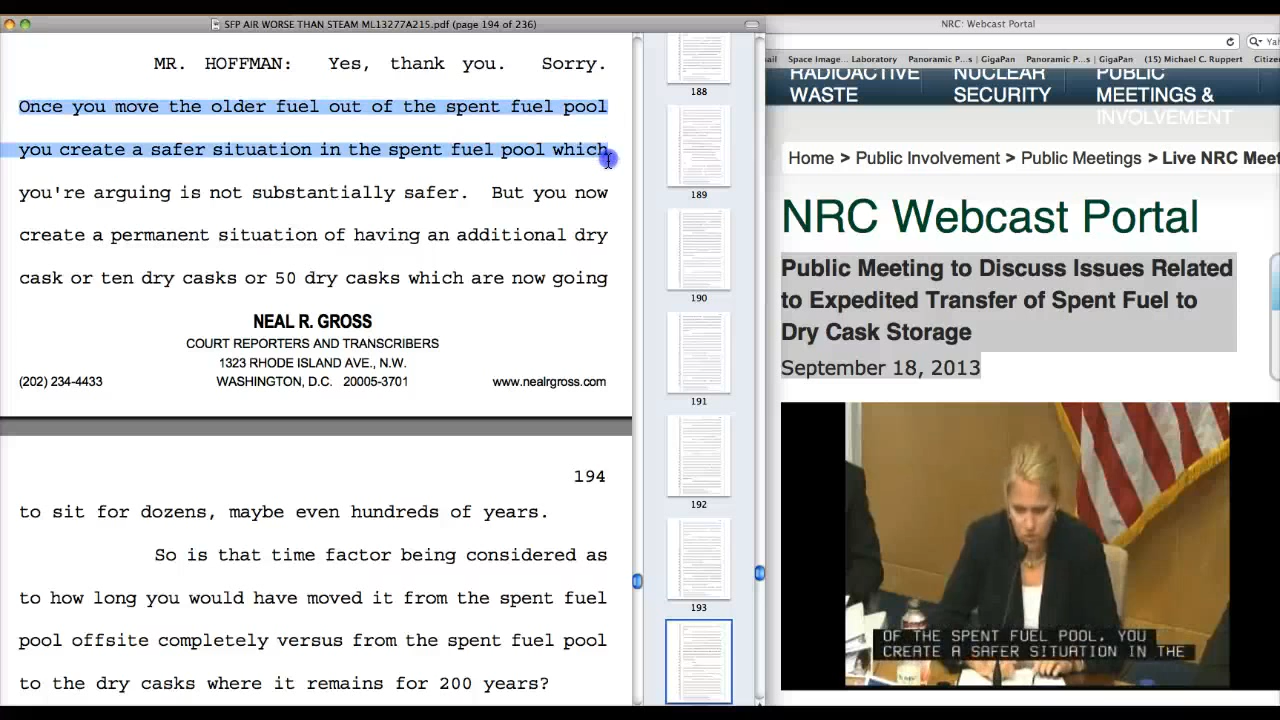 SFP AIR WORSE THAN STEAM ML13277A215.pdf (page 194 of 236)
MR. HOFFMAN: Yes, thank you. Sorry.
Once you move the older fuel out of the spent fuel pool
you create a safer situation in the spent fuel pool which
you're arguing is not substantially safer. But you now
create a permanent situation of having an additional dry
cask or ten dry casks or 50 dry casks which are now going
NEAL R. GROSS
COURT REPORTERS AND TRANSCRIBERS
1323 RHODE ISLAND AVE., N.W.
(202) 234-4433 WASHINGTON, D.C. 20005-3701 www.nealrgross.com
194
to sit for dozens, maybe even hundreds of years.
So is that time factor being considered as
to how long you would have moved it from the spent fuel
pool offsite completely versus from the spent fuel pool
to the dry casks where it remains for 200 years?
188
189
190
191
192
193
NRC: Webcast Portal
Space image... Laboratory Panoramic P...s | GigaPan Panoramic P...s | GigaPan (15) Michael C. Ruppert
RADIOACTIVE WASTE
NUCLEAR SECURITY
PUBLIC MEETINGS & INVOLVEMENT
Home > Public Involvement > Public Meetings > Live NRC Mee
NRC Webcast Portal
Public Meeting to Discuss Issues Related
to Expedited Transfer of Spent Fuel to
Dry Cask Storage
September 18, 2013
OF THE SPENT FUEL POOL,
CREATE A SAFER SITUATION IN THE